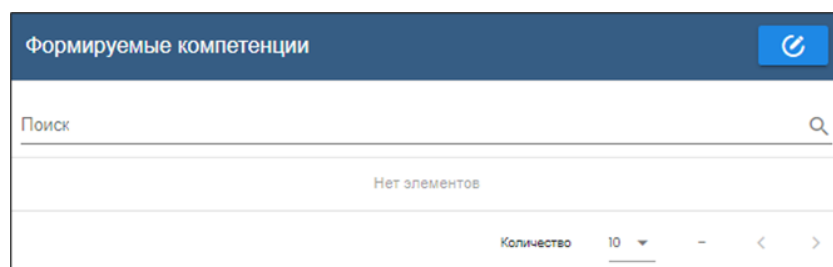 Формируемые компетенции
Поиск
Нет элементов
Количество 10 –